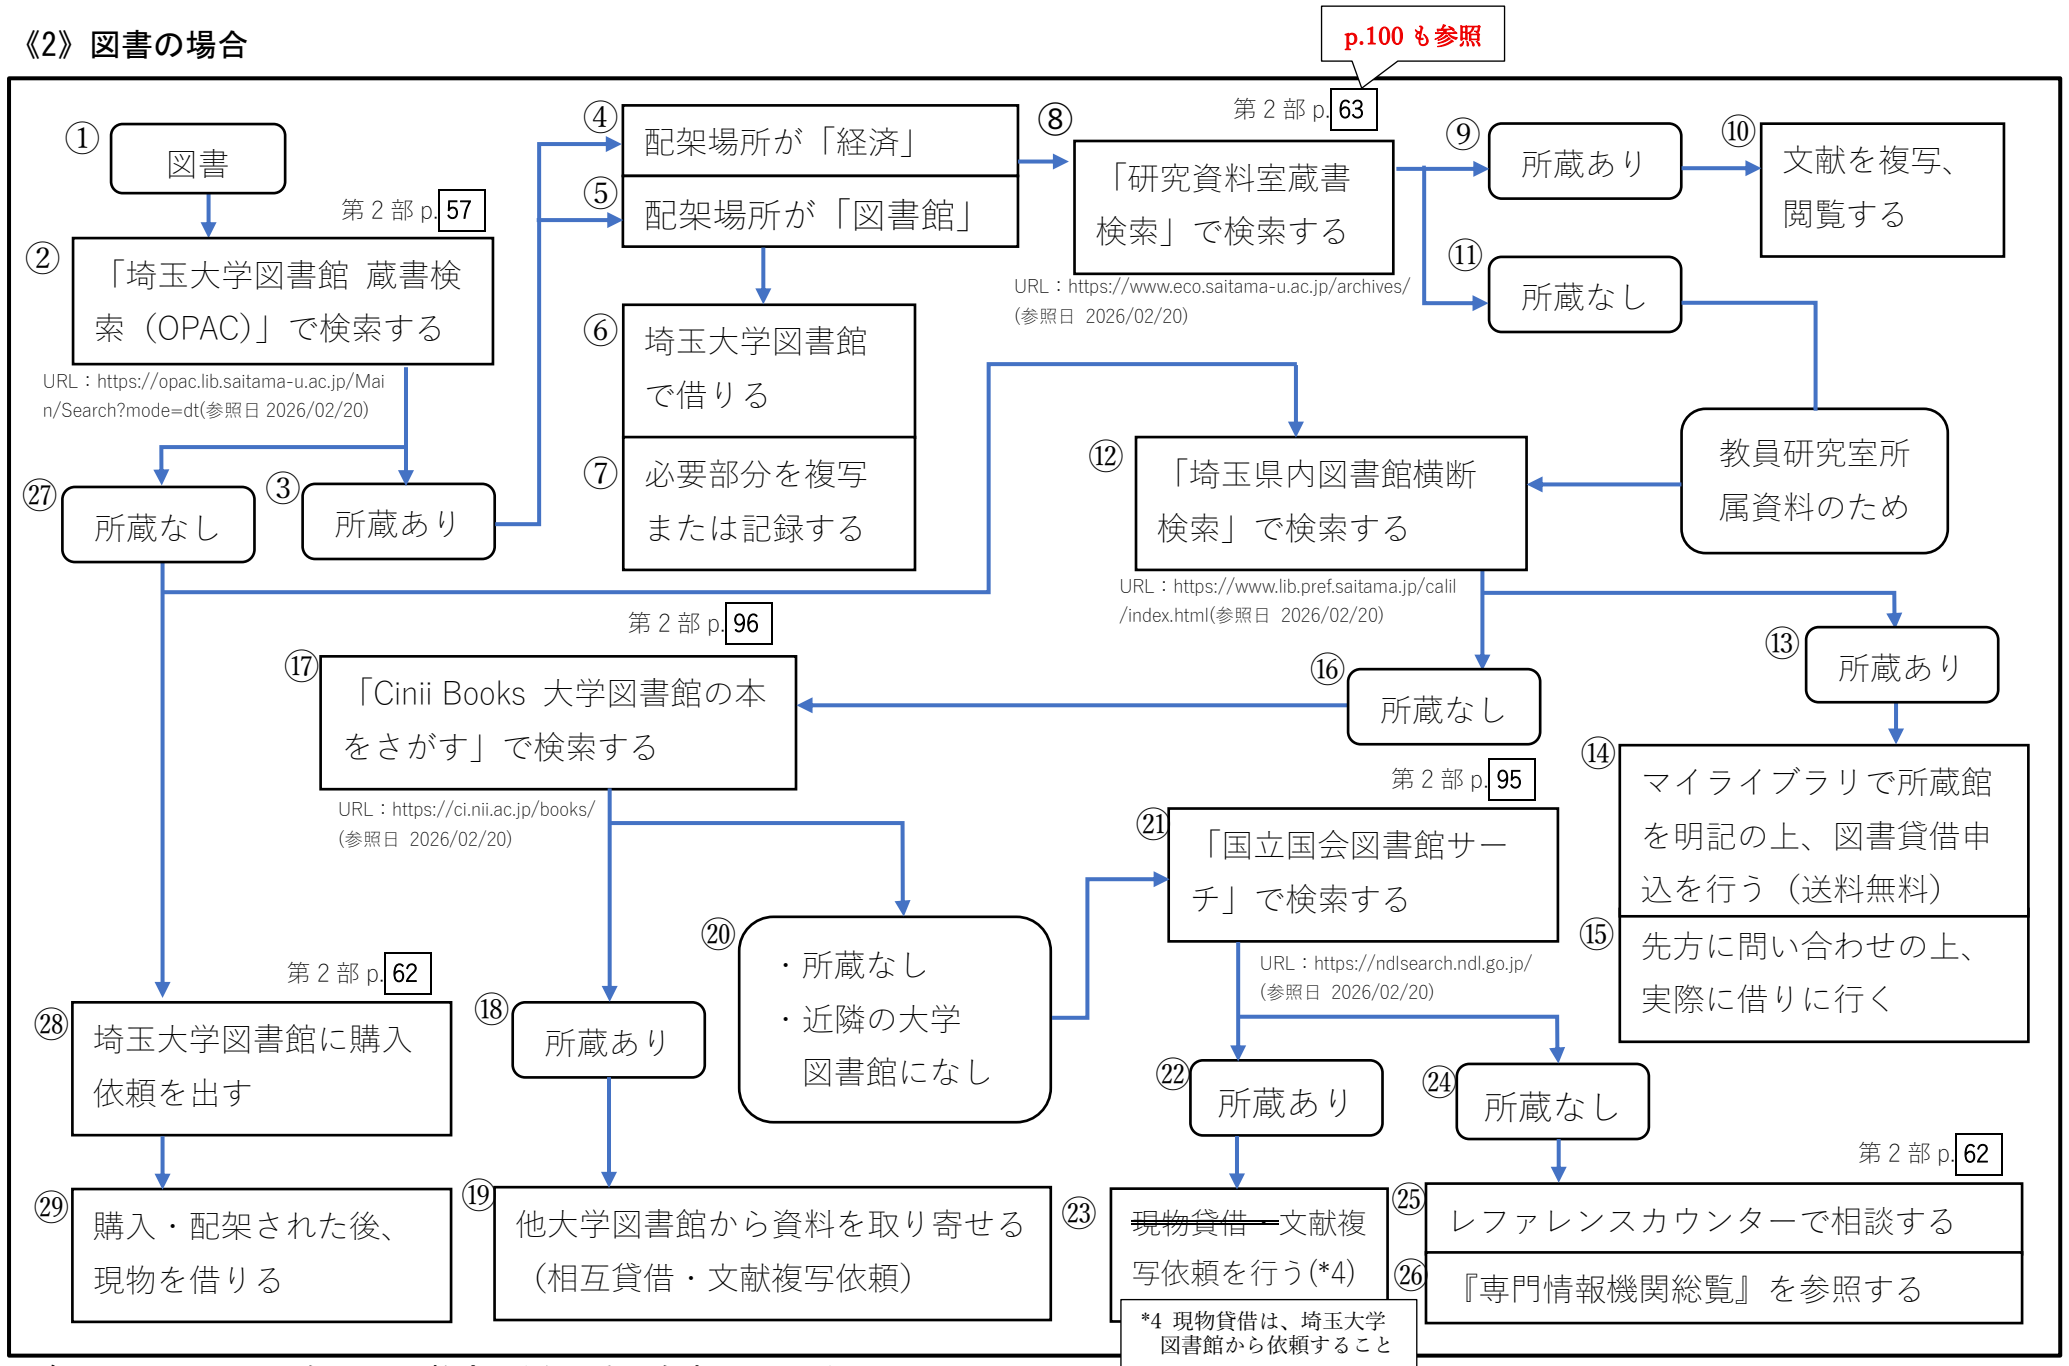 《2》図書の場合
p.100 も参照
①
図書
第 2 部 p. 57
②
「埼玉大学図書館 蔵書検
索（OPAC）」で検索する
URL：https://opac.lib.saitama-u.ac.jp/Mai
n/Search?mode=dt(参照日 2026/02/20)
㉗
所蔵なし
③
所蔵あり
④
配架場所が「経済」
⑤
配架場所が「図書館」
⑥
埼玉大学図書館
で借りる
⑦
必要部分を複写
または記録する
第 2 部 p. 63
⑧
「研究資料室蔵書
検索」で検索する
URL：https://www.eco.saitama-u.ac.jp/archives/
(参照日 2026/02/20)
⑨
所蔵あり
⑩
文献を複写、
閲覧する
⑪
所蔵なし
教員研究室所
属資料のため
⑫
「埼玉県内図書館横断
検索」で検索する
URL：https://www.lib.pref.saitama.jp/calil
/index.html(参照日 2026/02/20)
⑬
所蔵あり
⑭
マイライブラリで所蔵館
を明記の上、図書貸借申
込を行う（送料無料）
⑮
先方に問い合わせの上、
実際に借りに行く
⑯
所蔵なし
第 2 部 p. 96
⑰
「Cinii Books 大学図書館の本
をさがす」で検索する
URL：https://ci.nii.ac.jp/books/
(参照日 2026/02/20)
⑱
所蔵あり
⑲
他大学図書館から資料を取り寄せる
（相互貸借・文献複写依頼）
⑳
・所蔵なし
・近隣の大学
図書館になし
第 2 部 p. 95
㉑
「国立国会図書館サー
チ」で検索する
URL：https://ndlsearch.ndl.go.jp/
(参照日 2026/02/20)
㉒
所蔵あり
㉓
現物貸借・文献複
写依頼を行う(*4)
*4 現物貸借は、埼玉大学
図書館から依頼すること
㉔
所蔵なし
第 2 部 p. 62
㉕
レファレンスカウンターで相談する
㉖
『専門情報機関総覧』を参照する
第 2 部 p. 62
㉘
埼玉大学図書館に購入
依頼を出す
㉙
購入・配架された後、
現物を借りる